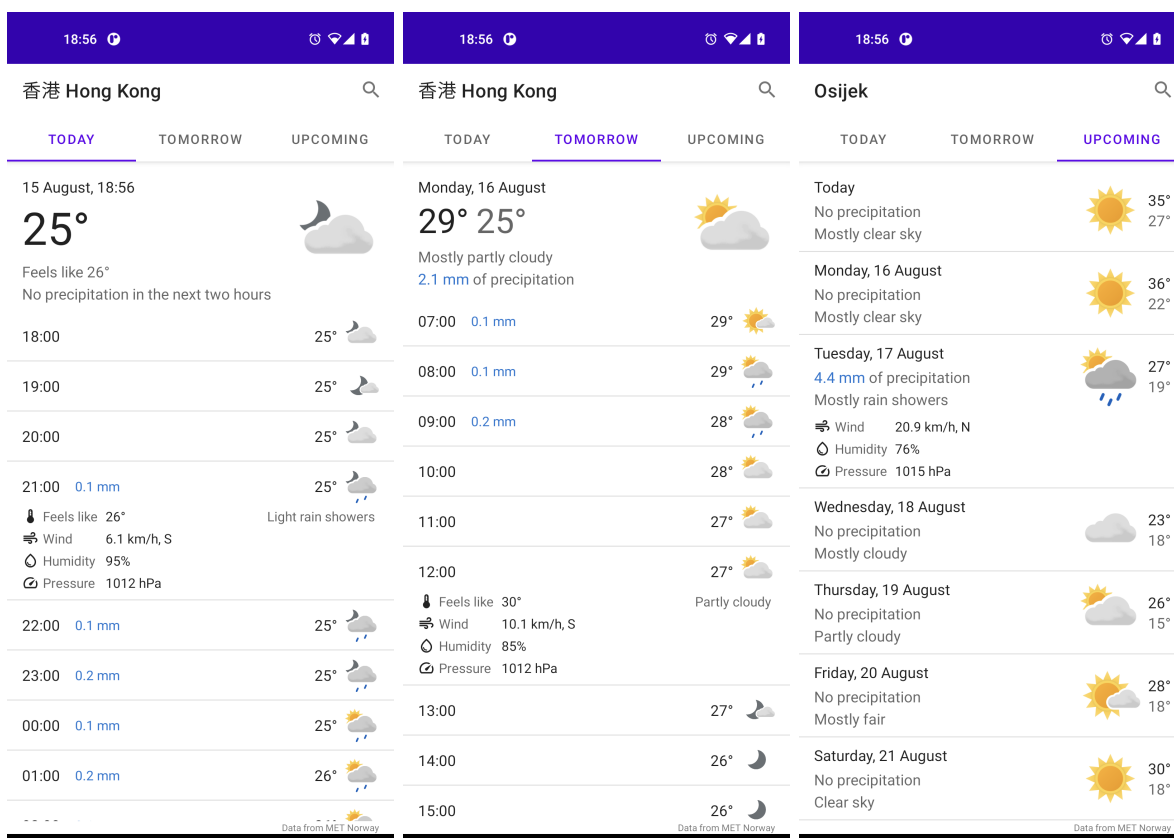 18:56
香港 Hong Kong
TODAY TOMORROW UPCOMING
15 August, 18:56
25°
Feels like 26°
No precipitation in the next two hours
18:00 25°
19:00 25°
20:00 25°
21:00 0.1 mm 25°
Feels like 26° Light rain showers
Wind 6.1 km/h, S
Humidity 95%
Pressure 1012 hPa
22:00 0.1 mm 25°
23:00 0.2 mm 25°
00:00 0.1 mm 25°
01:00 0.2 mm 26°
Data from MET Norway
18:56
香港 Hong Kong
TODAY TOMORROW UPCOMING
Monday, 16 August
29° 25°
Mostly partly cloudy
2.1 mm of precipitation
07:00 0.1 mm 29°
08:00 0.1 mm 29°
09:00 0.2 mm 28°
10:00 28°
11:00 27°
12:00 27°
Feels like 30° Partly cloudy
Wind 10.1 km/h, S
Humidity 85%
Pressure 1012 hPa
13:00 27°
14:00 26°
15:00 26°
Data from MET Norway
18:56
Osijek
TODAY TOMORROW UPCOMING
Today
No precipitation 35°
Mostly clear sky 27°
Monday, 16 August
No precipitation 36°
Mostly clear sky 22°
Tuesday, 17 August
4.4 mm of precipitation 27°
Mostly rain showers 19°
Wind 20.9 km/h, N
Humidity 76%
Pressure 1015 hPa
Wednesday, 18 August
No precipitation 23°
Mostly cloudy 18°
Thursday, 19 August
No precipitation 26°
Partly cloudy 15°
Friday, 20 August
No precipitation 28°
Mostly fair 18°
Saturday, 21 August
No precipitation 30°
Clear sky 18°
Data from MET Norway